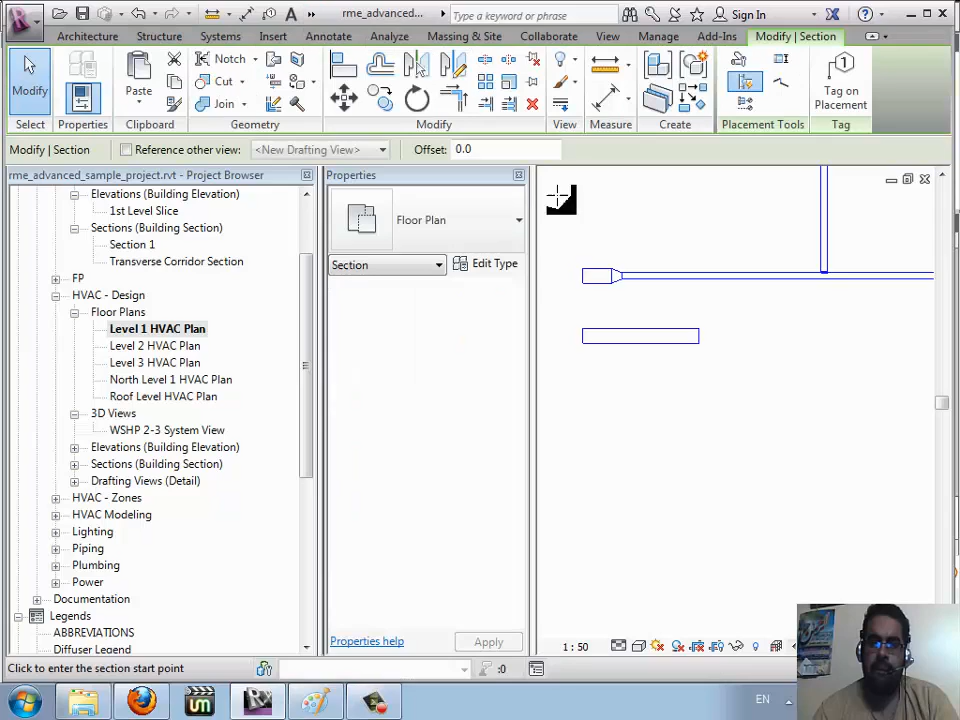 rme_advanced...
Type a keyword or phrase
Sign In
Architecture Structure Systems Insert Annotate Analyze Massing & Site Collaborate View Manage Add-Ins Modify | Section
Modify
Paste
Notch
Cut
Join
1
Tag on
Placement
Select Properties Clipboard Geometry Modify View Measure Create Placement Tools Tag
Modify | Section Reference other view: <New Drafting View> Offset: 0.0
rme_advanced_sample_project.rvt - Project Browser
Elevations (Building Elevation)
1st Level Slice
Sections (Building Section)
Section 1
Transverse Corridor Section
FP
HVAC - Design
Floor Plans
Level 1 HVAC Plan
Level 2 HVAC Plan
Level 3 HVAC Plan
North Level 1 HVAC Plan
Roof Level HVAC Plan
3D Views
WSHP 2-3 System View
Elevations (Building Elevation)
Sections (Building Section)
Drafting Views (Detail)
HVAC - Zones
HVAC Modeling
Lighting
Piping
Plumbing
Power
Documentation
Legends
ABBREVIATIONS
Diffuser Legend
Properties
Floor Plan
Section
Edit Type
Properties help
Apply
1 : 50
Click to enter the section start point
:0
EN